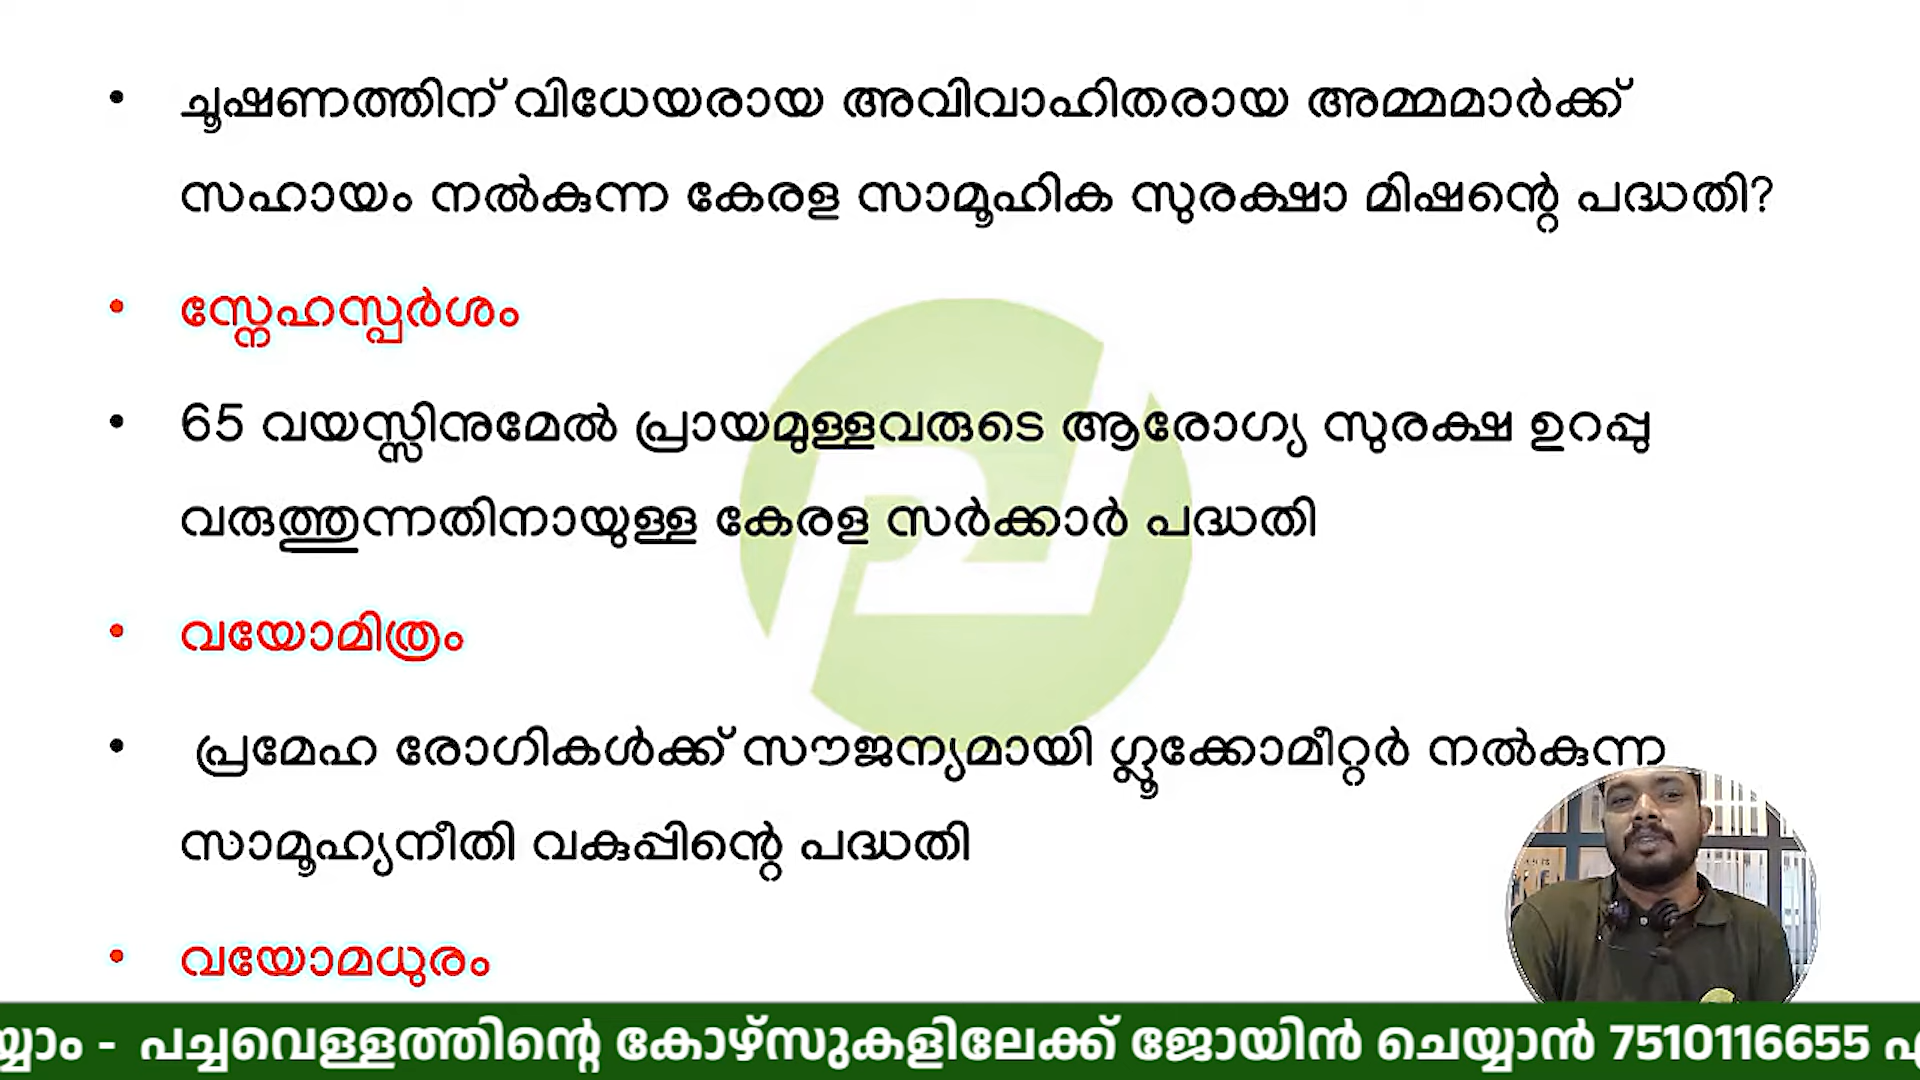 • ചൂഷണത്തിന് വിധേയരായ അവിവാഹിതരായ അമ്മമാർക്ക്
സഹായം നൽകുന്ന കേരള സാമൂഹിക സുരക്ഷാ മിഷന്റെ പദ്ധതി?
• സ്നേഹസ്പർശം
• 65 വയസ്സിനുമേൽ പ്രായമുള്ളവരുടെ ആരോഗ്യ സുരക്ഷ ഉറപ്പു
വരുത്തുന്നതിനായുള്ള കേരള സർക്കാർ പദ്ധതി
• വയോമിത്രം
• പ്രമേഹ രോഗികൾക്ക് സൗജന്യമായി ഗ്ലൂക്കോമീറ്റർ നൽകുന്ന
സാമൂഹ്യനീതി വകുപ്പിന്റെ പദ്ധതി
• വയോമധുരം
- പച്ചവെള്ളത്തിന്റെ കോഴ്സുകളിലേക്ക് ജോയിൻ ചെയ്യാൻ 7510116655